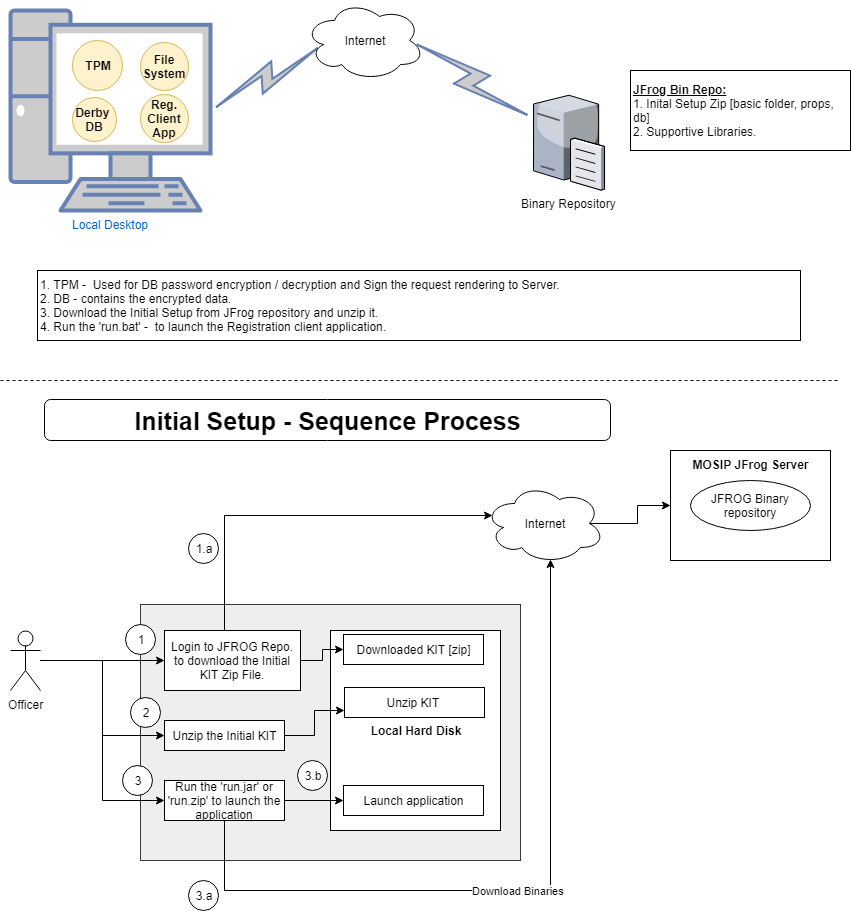 TPM
File
System
Derby
DB
Reg.
Client
App
Local Desktop
Internet
Binary Repository
JFrog Bin Repo:
1. Inital Setup Zip [basic folder, props,
db]
2. Supportive Libraries.
1. TPM -  Used for DB password encryption / decryption and Sign the request rendering to Server.
2. DB - contains the encrypted data.
3. Download the Initial Setup from JFrog repository and unzip it.
4. Run the 'run.bat' -  to launch the Registration client application.
Initial Setup - Sequence Process
MOSIP JFrog Server
JFROG Binary
repository
Internet
1.a
Officer
1
Login to JFROG Repo.
to download the Initial
KIT Zip File.
Downloaded KIT [zip]
2
Unzip the Initial KIT
Unzip KIT
Local Hard Disk
3
Run the 'run.jar' or
'run.zip' to launch the
application
3.b
Launch application
3.a
Download Binaries